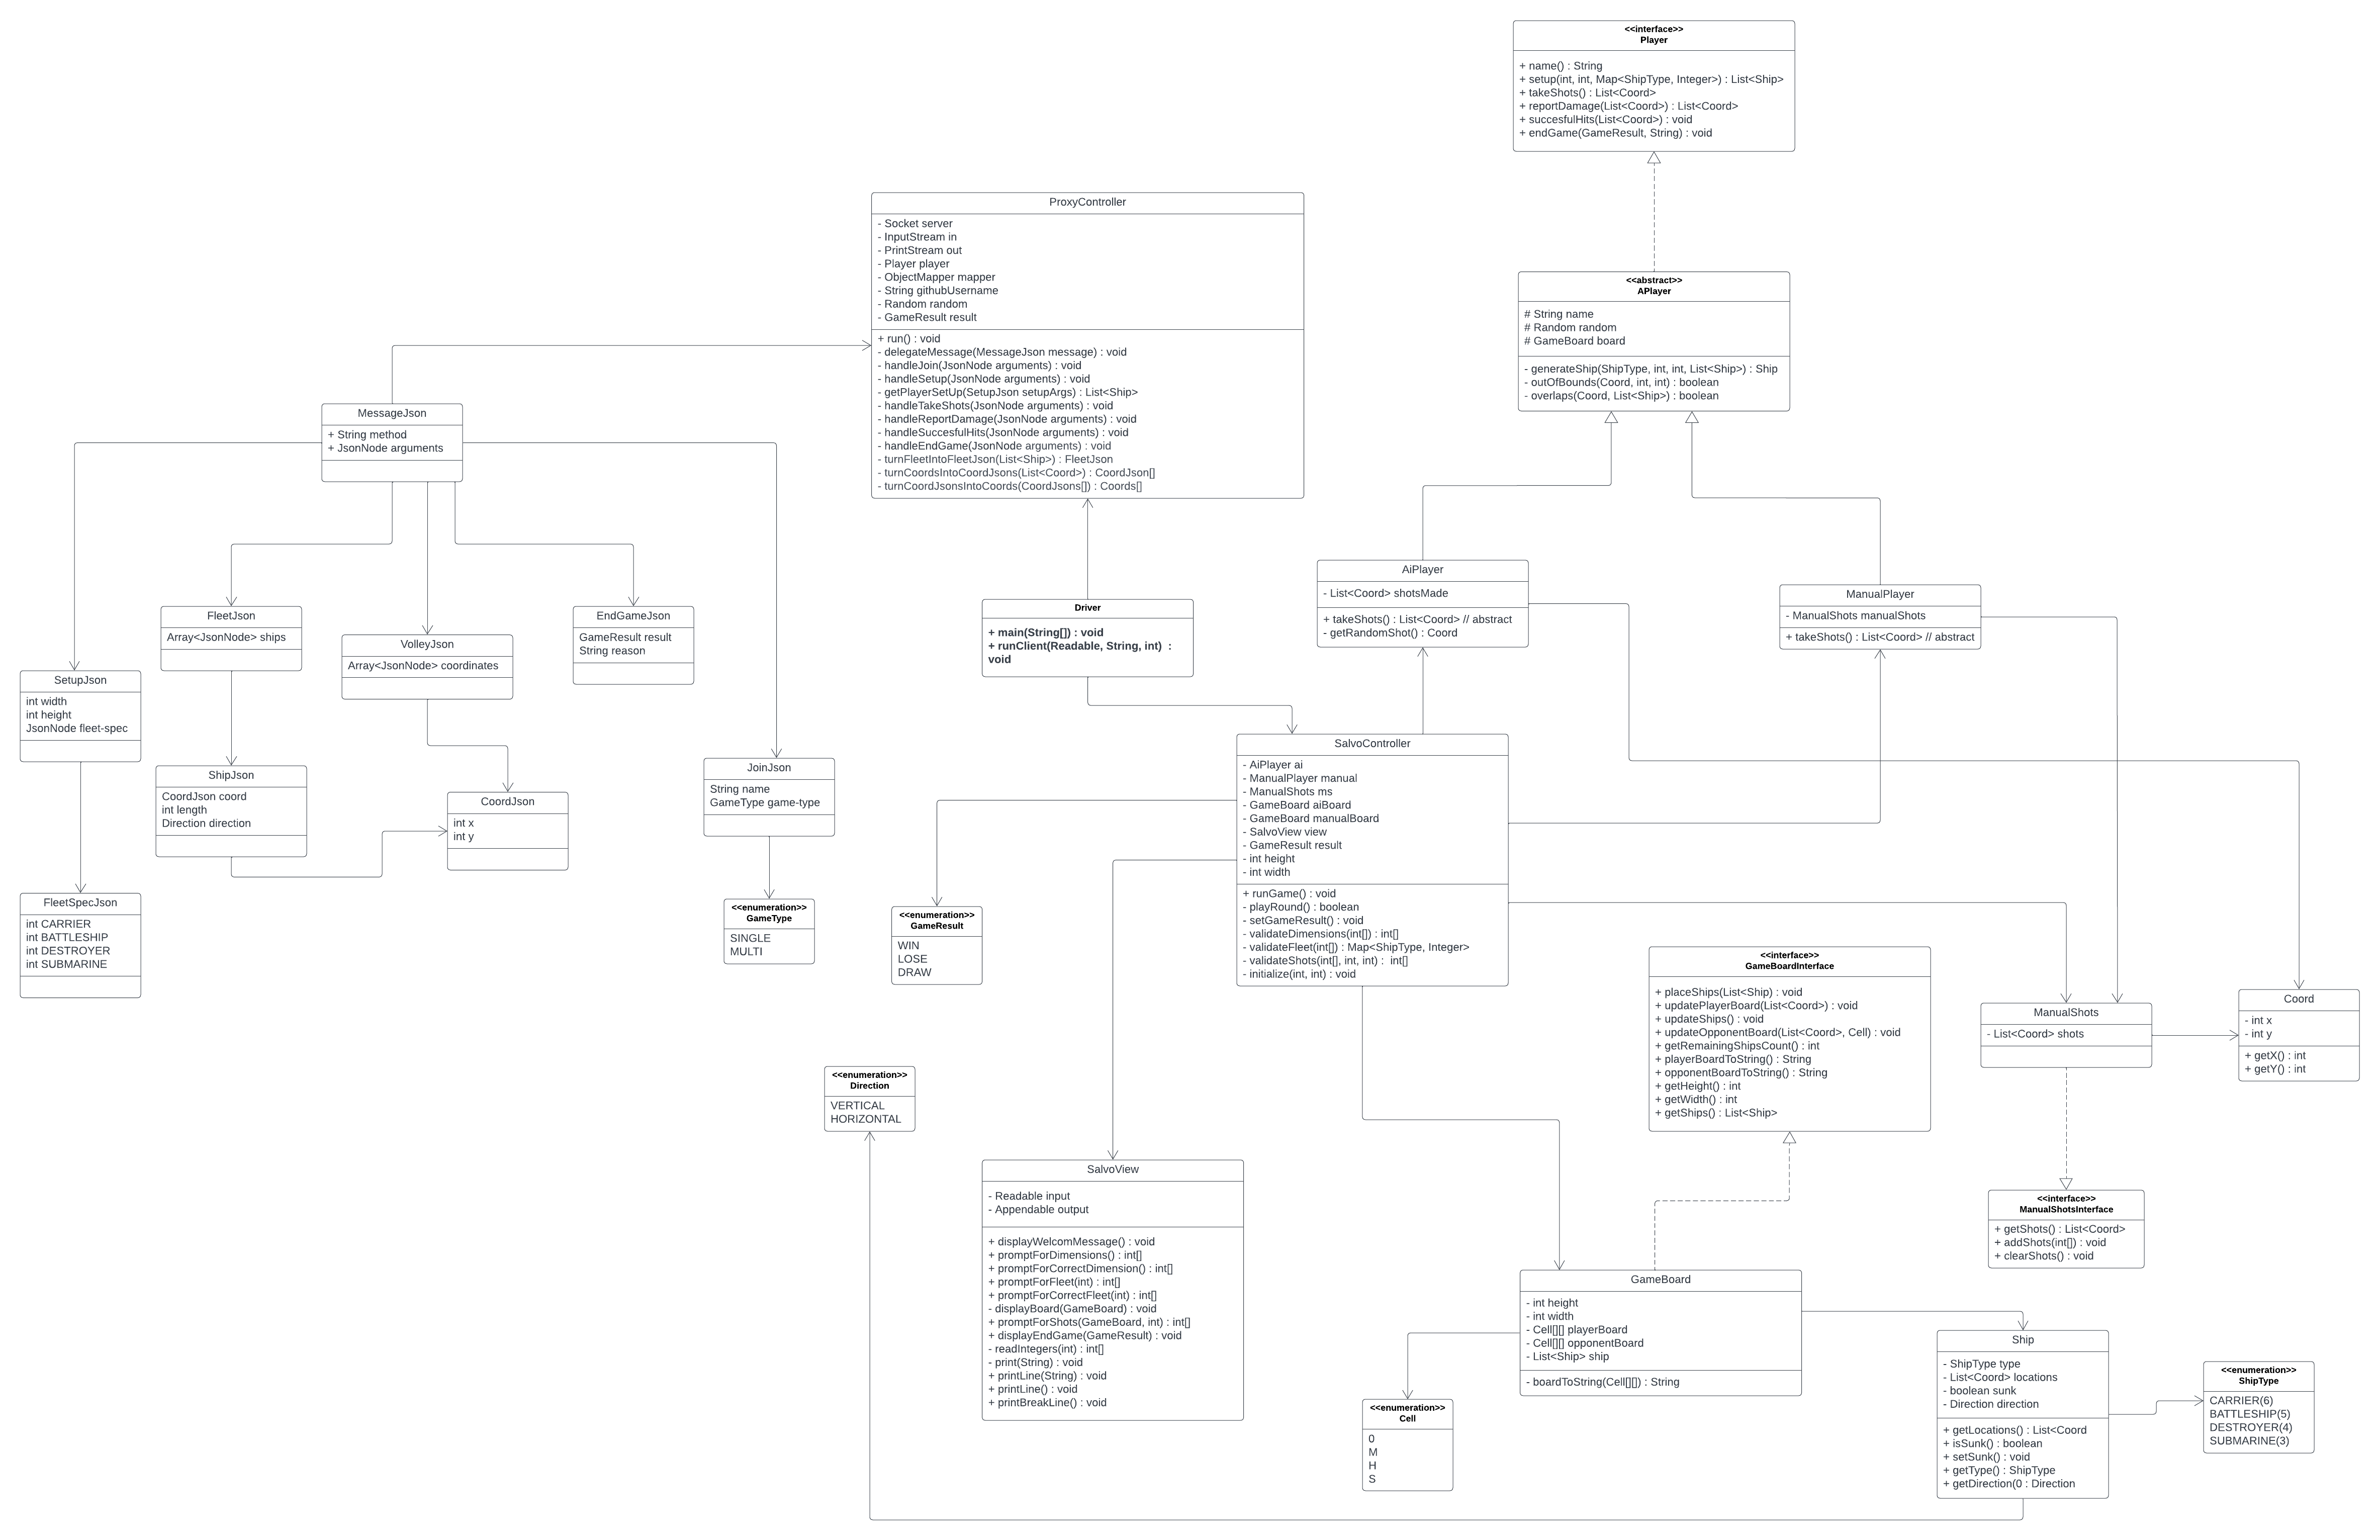 <<interface>>
Player
+ name() : String
+ setup(int, int, Map<ShipType, Integer>) : List<Ship>
+ takeShots() : List<Coord>
+ reportDamage(List<Coord>) : List<Coord>
+ succesfulHits(List<Coord>) : void
+ endGame(GameResult, String) : void
ProxyController
- Socket server
- InputStream in
- PrintStream out
- Player player
- ObjectMapper mapper
- String githubUsername
- Random random
- GameResult result
+ run() : void
- delegateMessage(MessageJson message) : void
- handleJoin(JsonNode arguments) : void
- handleSetup(JsonNode arguments) : void
- getPlayerSetUp(SetupJson setupArgs) : List<Ship>
- handleTakeShots(JsonNode arguments) : void
- handleReportDamage(JsonNode arguments) : void
- handleSuccesfulHits(JsonNode arguments) : void
- handleEndGame(JsonNode arguments) : void
- turnFleetIntoFleetJson(List<Ship>) : FleetJson
- turnCoordsIntoCoordJsons(List<Coord>) : CoordJson[]
- turnCoordJsonsIntoCoords(CoordJsons[]) : Coords[]
<<abstract>>
APlayer
# String name
# Random random
# GameBoard board
- generateShip(ShipType, int, int, List<Ship>) : Ship
- outOfBounds(Coord, int, int) : boolean
- overlaps(Coord, List<Ship>) : boolean
MessageJson
+ String method
+ JsonNode arguments
AiPlayer
- List<Coord> shotsMade
+ takeShots() : List<Coord> // abstract
- getRandomShot() : Coord
ManualPlayer
- ManualShots manualShots
+ takeShots() : List<Coord> // abstract
Driver
+ main(String[]) : void
+ runClient(Readable, String, int) :
void
FleetJson
Array<JsonNode> ships
VolleyJson
Array<JsonNode> coordinates
EndGameJson
GameResult result
String reason
SetupJson
int width
int height
JsonNode fleet-spec
SalvoController
- AiPlayer ai
- ManualPlayer manual
- ManualShots ms
- GameBoard aiBoard
- GameBoard manualBoard
- SalvoView view
- GameResult result
- int height
- int width
+ runGame() : void
- playRound() : boolean
- setGameResult() : void
- validateDimensions(int[]) : int[]
- validateFleet(int[]) : Map<ShipType, Integer>
- validateShots(int[], int, int) :  int[]
- initialize(int, int) : void
JoinJson
String name
GameType game-type
ShipJson
CoordJson coord
int length
Direction direction
CoordJson
int x
int y
FleetSpecJson
int CARRIER
int BATTLESHIP
int DESTROYER
int SUBMARINE
<<enumeration>>
GameType
SINGLE
MULTI
<<enumeration>>
GameResult
WIN
LOSE
DRAW
<<interface>>
GameBoardInterface
+ placeShips(List<Ship) : void
+ updatePlayerBoard(List<Coord>) : void
+ updateShips() : void
+ updateOpponentBoard(List<Coord>, Cell) : void
+ getRemainingShipsCount() : int
+ playerBoardToString() : String
+ opponentBoardToString() : String
+ getHeight() : int
+ getWidth() : int
+ getShips() : List<Ship>
ManualShots
- List<Coord> shots
Coord
- int x
- int y
+ getX() : int
+ getY() : int
<<enumeration>>
Direction
VERTICAL
HORIZONTAL
SalvoView
- Readable input
- Appendable output
+ displayWelcomMessage() : void
+ promptForDimensions() : int[]
+ promptForCorrectDimension() : int[]
+ promptForFleet(int) : int[]
+ promptForCorrectFleet(int) : int[]
- displayBoard(GameBoard) : void
+ promptForShots(GameBoard, int) : int[]
+ displayEndGame(GameResult) : void
- readIntegers(int) : int[]
- print(String) : void
+ printLine(String) : void
+ printLine() : void
+ printBreakLine() : void
<<interface>>
ManualShotsInterface
+ getShots() : List<Coord>
+ addShots(int[]) : void
+ clearShots() : void
GameBoard
- int height
- int width
- Cell[][] playerBoard
- Cell[][] opponentBoard
- List<Ship> ship
- boardToString(Cell[][]) : String
Ship
- ShipType type
- List<Coord> locations
- boolean sunk
- Direction direction
+ getLocations() : List<Coord
+ isSunk() : boolean
+ setSunk() : void
+ getType() : ShipType
+ getDirection(0 : Direction
<<enumeration>>
ShipType
CARRIER(6)
BATTLESHIP(5)
DESTROYER(4)
SUBMARINE(3)
<<enumeration>>
Cell
0
M
H
S